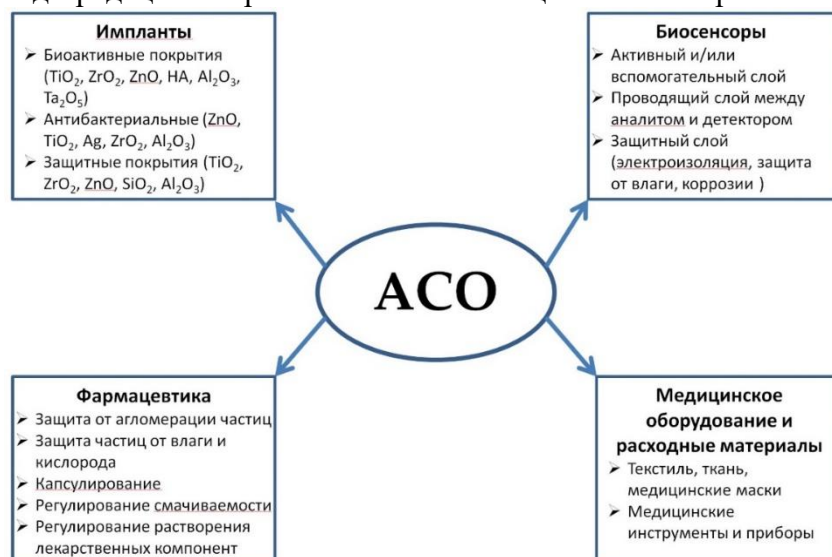 Импланты
➢ Биоактивные покрытия
(TiO₂, ZrO₂, ZnO, HA, Al₂O₃,
Ta₂O₅)
➢ Антибактериальные (ZnO,
TiO₂, Ag, ZrO₂, Al₂O₃)
➢ Защитные покрытия (TiO₂,
ZrO₂, ZnO, SiO₂, Al₂O₃)
Биосенсоры
➢ Активный и/или
вспомогательный слой
➢ Проводящий слой между
аналитом и детектором
➢ Защитный слой
(электроизоляция, защита
от влаги, коррозии )
АСО
Фармацевтика
➢ Защита от агломерации частиц
➢ Защита частиц от влаги и
кислорода
➢ Капсулирование
➢ Регулирование смачиваемости
➢ Регулирование растворения
лекарственных компонент
Медицинское
оборудование и
расходные материалы
➢ Текстиль, ткань,
медицинские маски
➢ Медицинские
инструменты и приборы